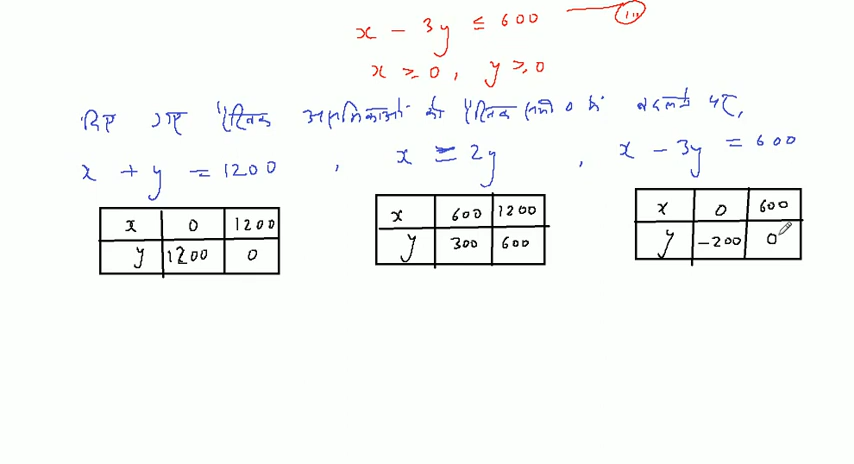 x - 3y ≤ 600 —— (iii)
x ≥ 0, y ≥ 0
दिए गए रैखिक असमिकाओं को रैखिक समी० में बदलने पर,
x + y = 1200 , x = 2y , x - 3y = 600
x 0 1200
y 1200 0
x 600 1200
y 300 600
x 0 600
y -200 0